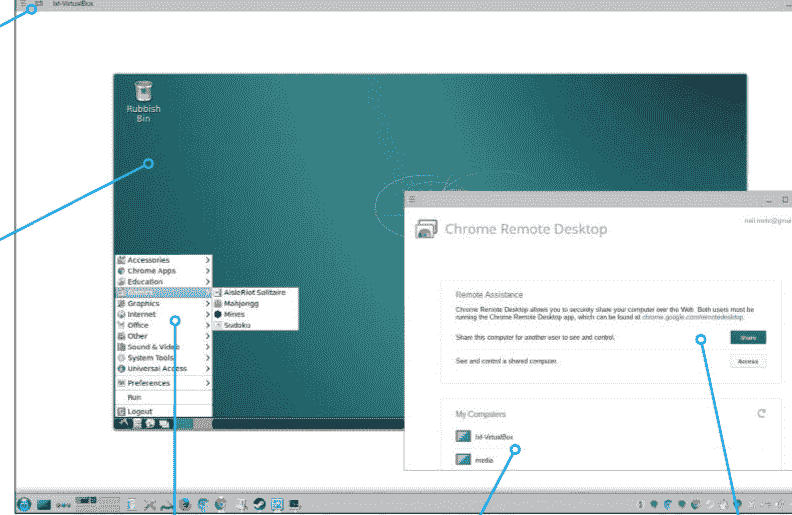 lxf-VirtualBox
Rubbish
Bin
Chrome Remote Desktop
Accessories
Chrome Apps
Education
Graphics
Internet
Office
Other
Sound & Video
System Tools
Universal Access
Preferences
Run
Logout
AisleRiot Solitaire
Mahjongg
Mines
Sudoku
Remote Assistance
Chrome Remote Desktop allows you to securely share your computer over the Web. Both users must be
running the Chrome Remote Desktop app, which can be found at chrome.google.com/remotedesktop.
Share this computer for another user to see and control.
Share
See and control a shared computer.
Access
My Computers
lxf-VirtualBox
media